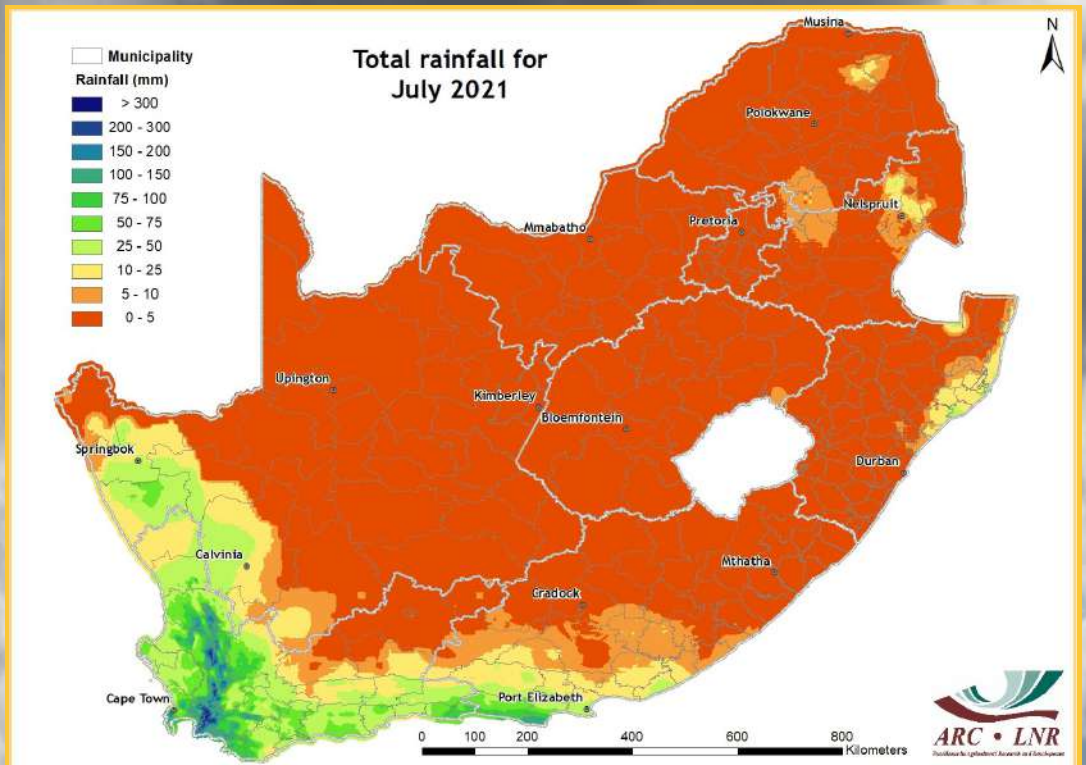 Total rainfall for
July 2021
N
Municipality
Rainfall (mm)
> 300
200 - 300
150 - 200
100 - 150
75 - 100
50 - 75
25 - 50
10 - 25
5 - 10
0 - 5
Musina
Polokwane
Nelspruit
Pretoria
Mmabatho
Upington
Kimberley
Bloemfontein
Springbok
Durban
Calvinia
Mthatha
Cradock
Cape Town
Port Elizabeth
0 100 200 400 600 800
Kilometers
ARC • LNR